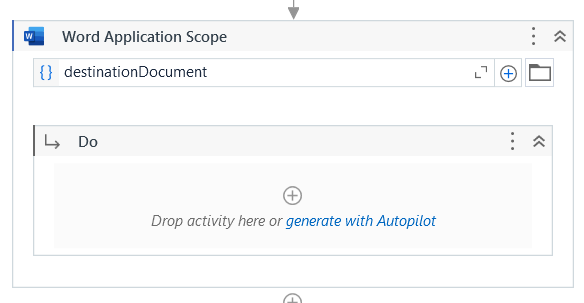 Word Application Scope
{ } destinationDocument
Do
Drop activity here or generate with Autopilot